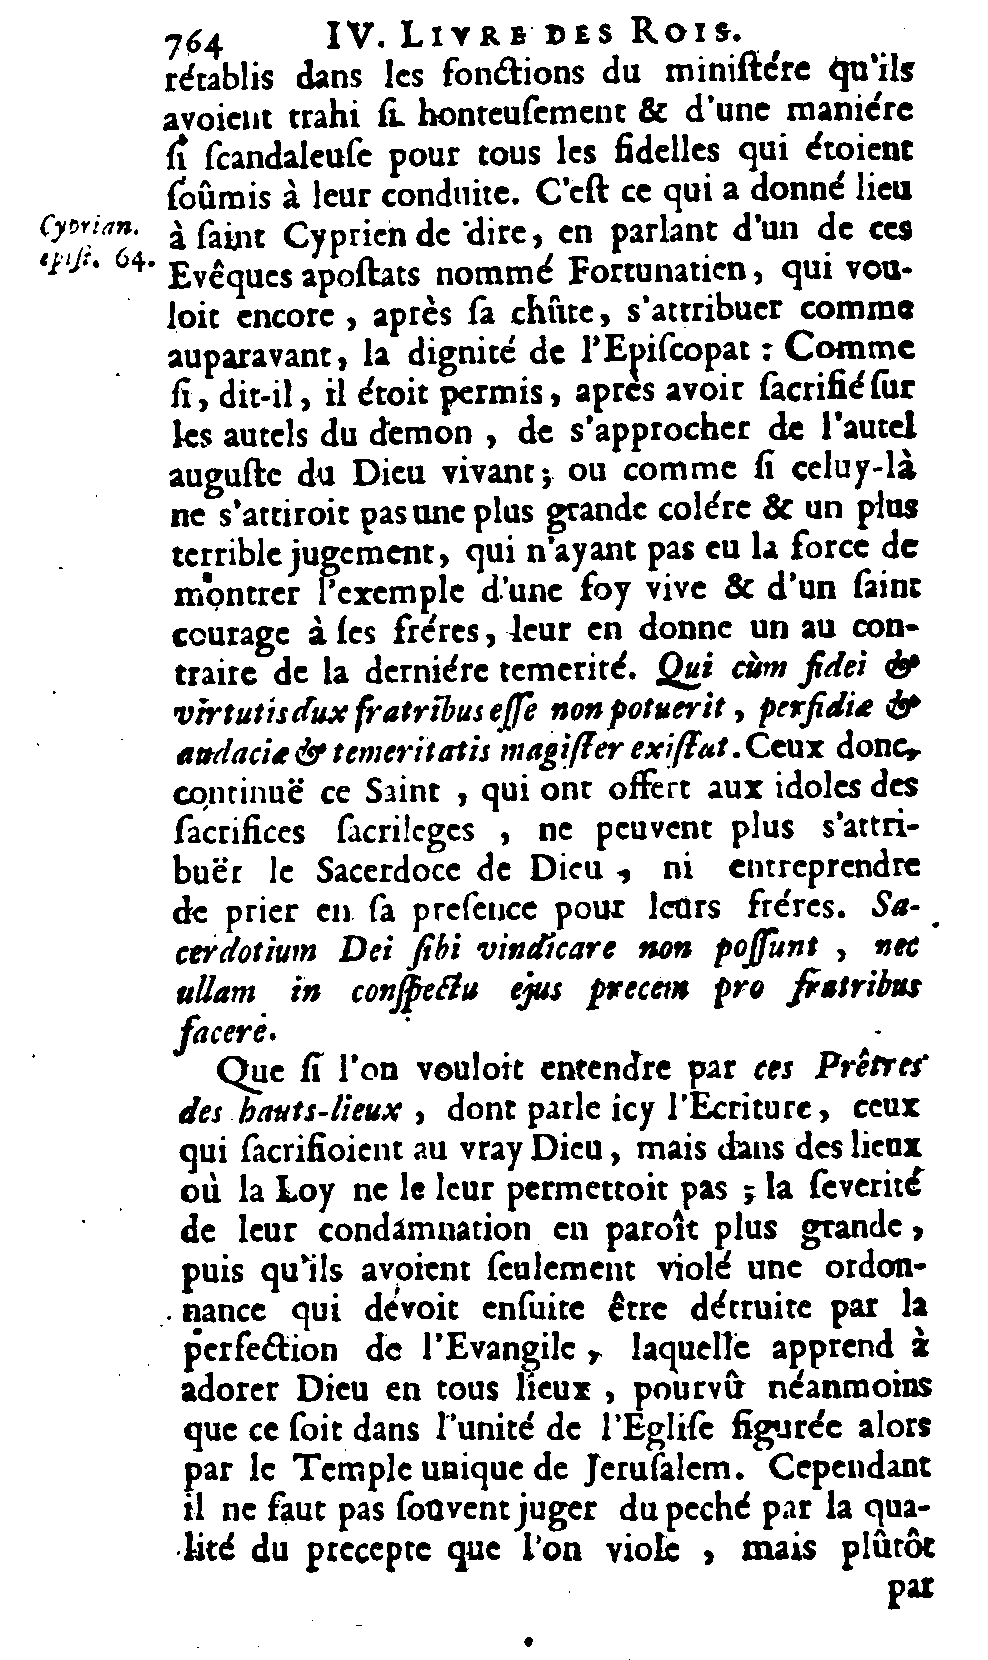 764 IV. LIVRE DES ROIS.
rétablis dans les fonctions du ministére qu'ils
avoient trahi si honteusement & d'une maniére
si scandaleuse pour tous les fidelles qui étoient
soûmis à leur conduite. C'est ce qui a donné lieu
Cyprian. à saint Cyprien de dire, en parlant d'un de ces
epist. 64. Evêques apostats nommé Fortunatien, qui vou-
loit encore, après sa chûte, s'attribuer comme
auparavant, la dignité de l'Episcopat : Comme
si, dit-il, il étoit permis, après avoir sacrifié sur
les autels du demon, de s'approcher de l'autel
auguste du Dieu vivant; ou comme si celuy-là
ne s'attiroit pas une plus grande colére & un plus
terrible jugement, qui n'ayant pas eu la force de
montrer l'exemple d'une foy vive & d'un saint
courage à ses fréres, leur en donne un au con-
traire de la derniére temerité. Qui cùm fidei &
virtutis dux fratribus esse non potuerit, perfidiæ &
audaciæ & temeritatis magister existat. Ceux donc,
continuë ce Saint, qui ont offert aux idoles des
sacrifices sacrileges, ne peuvent plus s'attri-
buër le Sacerdoce de Dieu, ni entreprendre
de prier en sa presence pour leurs fréres. Sa-
cerdotium Dei sibi vindicare non possunt, nec
ullam in conspectu ejus precem pro fratribus
facere.
Que si l'on vouloit entendre par ces Prêtres
des hauts-lieux, dont parle icy l'Ecriture, ceux
qui sacrifioient au vray Dieu, mais dans des lieux
où la Loy ne le leur permettoit pas ; la severité
de leur condamnation en paroît plus grande,
puis qu'ils avoient seulement violé une ordon-
nance qui devoit ensuite être détruite par la
perfection de l'Evangile, laquelle apprend à
adorer Dieu en tous lieux, pourvû néanmoins
que ce soit dans l'unité de l'Eglise figurée alors
par le Temple unique de Jerusalem. Cependant
il ne faut pas souvent juger du peché par la qua-
lité du precepte que l'on viole, mais plûtôt
par